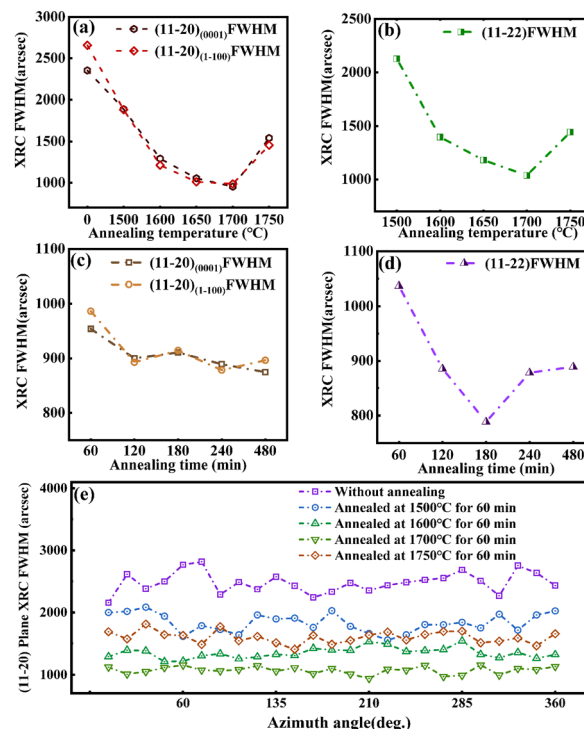 (a)
(11-20)(0001)FWHM
(11-20)(1-100)FWHM
XRC FWHM(arcsec)
3000
2500
2000
1500
1000
0 1500 1600 1650 1700 1750
Annealing temperature (℃)
(b)
(11-22)FWHM
XRC FWHM(arcsec)
2500
2000
1500
1000
1500 1600 1650 1700 1750
Annealing temperature (℃)
(c)
(11-20)(0001)FWHM
(11-20)(1-100)FWHM
XRC FWHM(arcsec)
1100
1000
900
800
60 120 180 240 480
Annealing time (min)
(d)
(11-22)FWHM
XRC FWHM(arcsec)
1100
1000
900
800
60 120 180 240 480
Annealing time (min)
(e)
Without annealing
Annealed at 1500℃ for 60 min
Annealed at 1600℃ for 60 min
Annealed at 1700℃ for 60 min
Annealed at 1750℃ for 60 min
(11-20) Plane XRC FWHM (arcsec)
4000
3000
2000
1000
60 135 210 285 360
Azimuth angle(deg.)